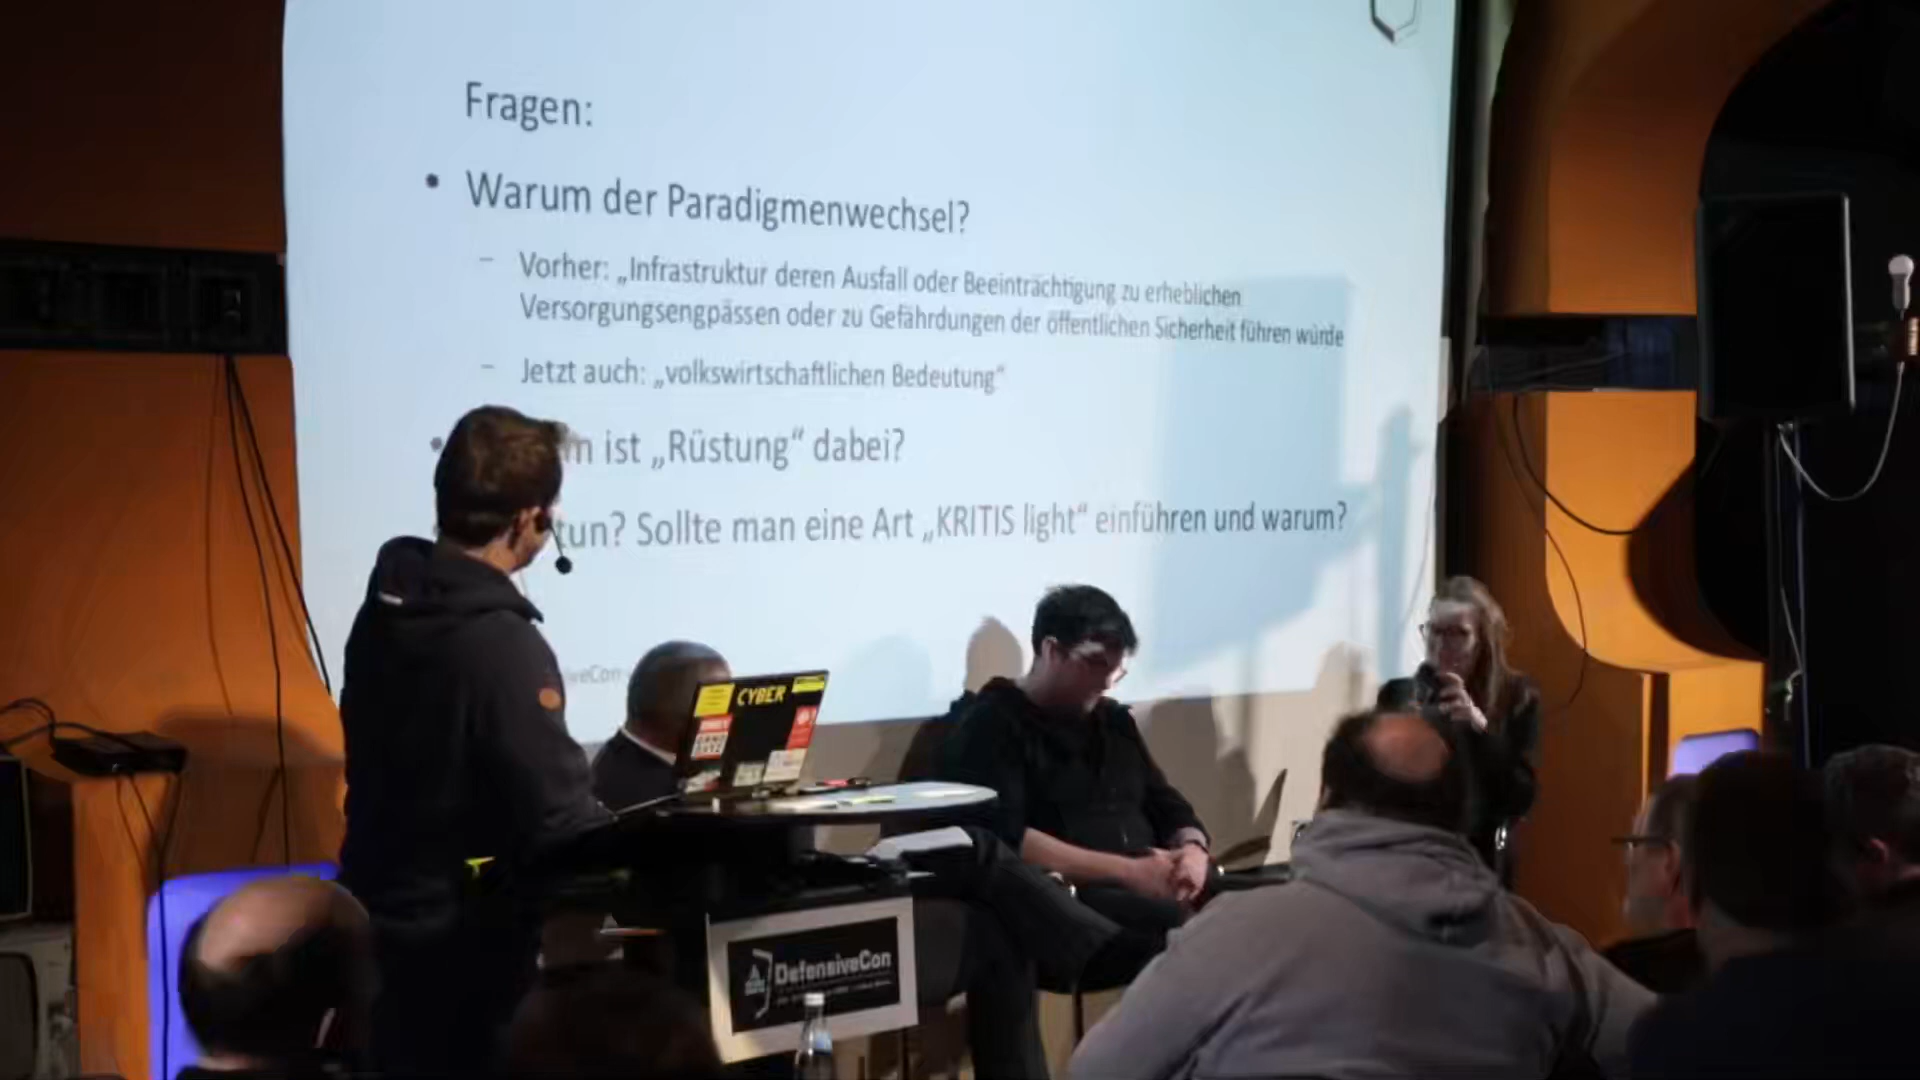 Fragen:
• Warum der Paradigmenwechsel?
– Vorher: „Infrastruktur deren Ausfall oder Beeinträchtigung zu erheblichen
Versorgungsengpässen oder zu Gefährdungen der öffentlichen Sicherheit führen würde
– Jetzt auch: „volkswirtschaftlichen Bedeutung“
ist „Rüstung“ dabei?
tun? Sollte man eine Art „KRITIS light“ einführen und warum?
CYBER
DefensiveCon